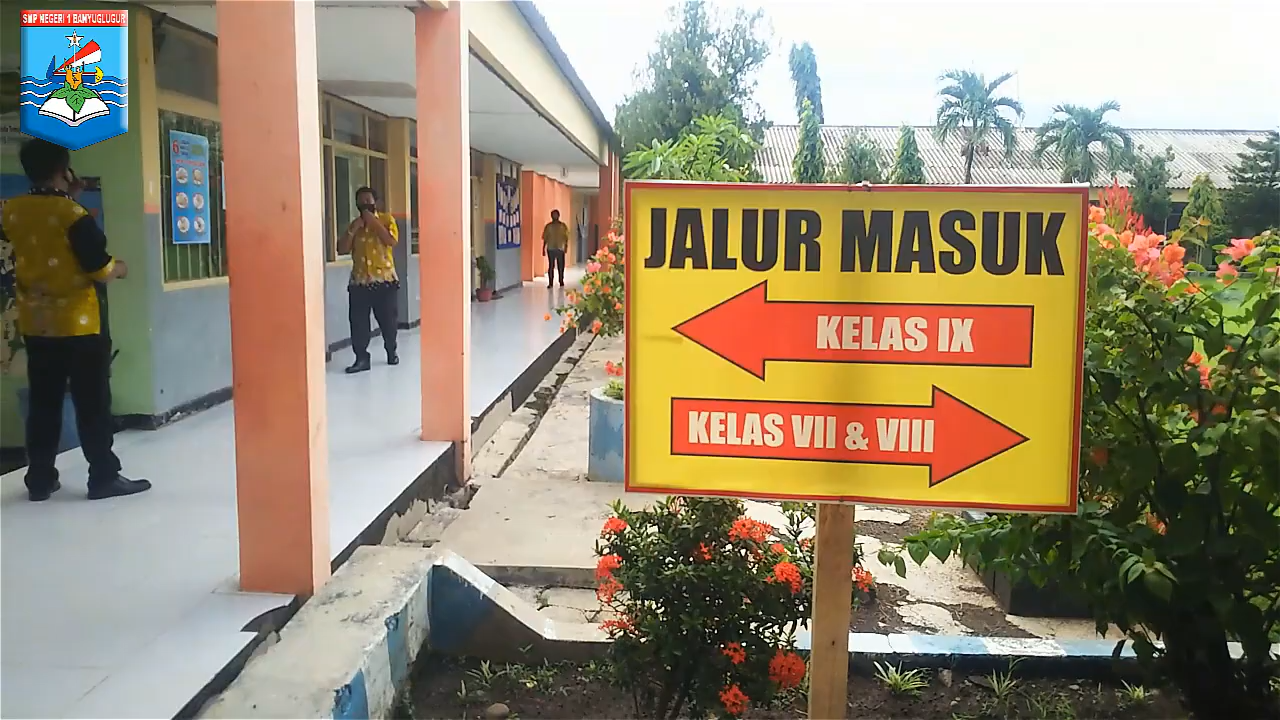 SMP NEGERI 1 BANYUGLUGUR
JALUR MASUK
KELAS IX
KELAS VII & VIII